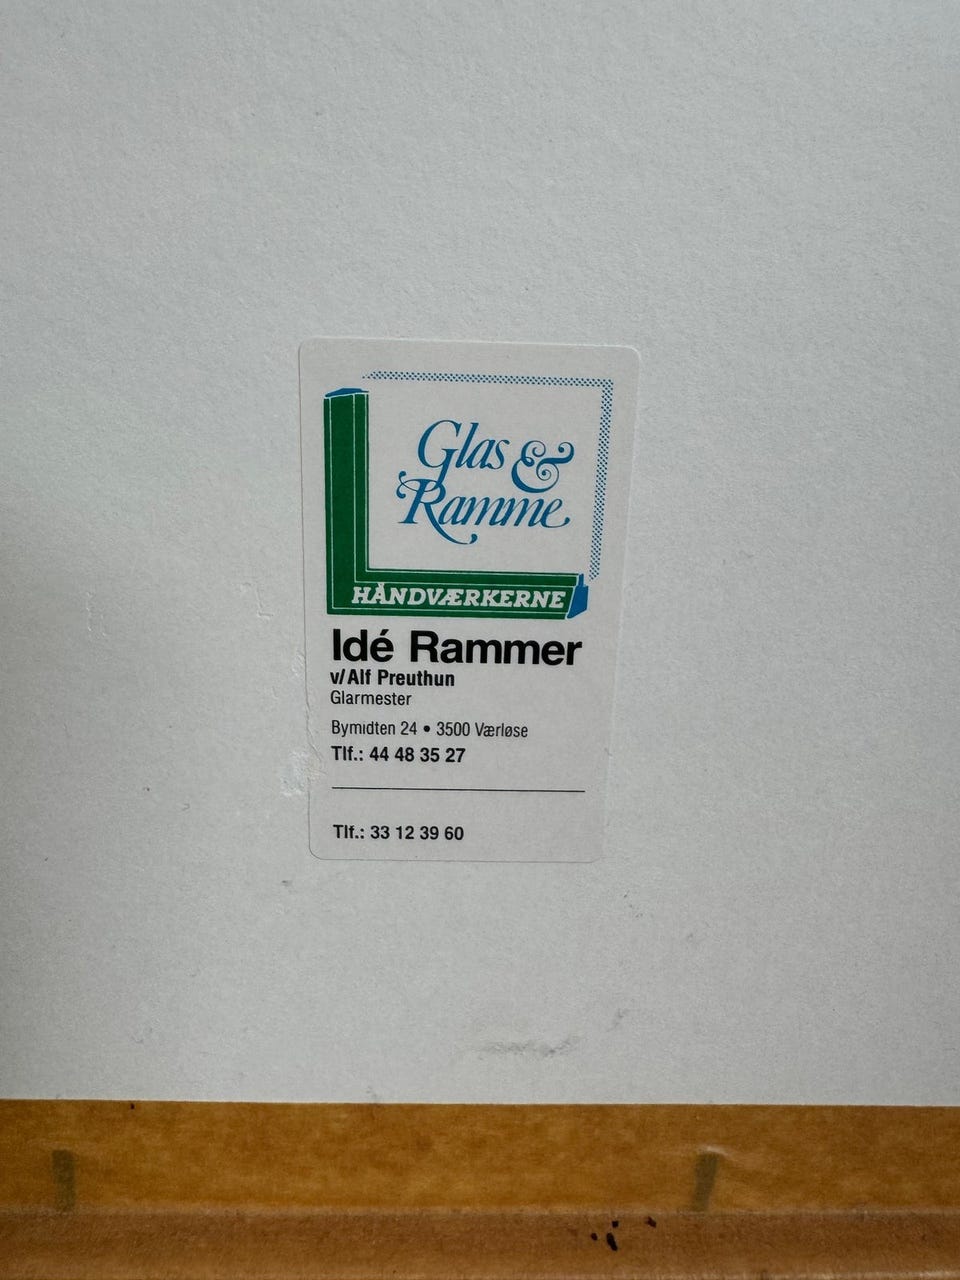 Glas &
Ramme
HÅNDVÆRKERNE
Idé Rammer
v/Alf Preuthun
Glarmester
Bymidten 24 • 3500 Værløse
Tlf.: 44 48 35 27
Tlf.: 33 12 39 60